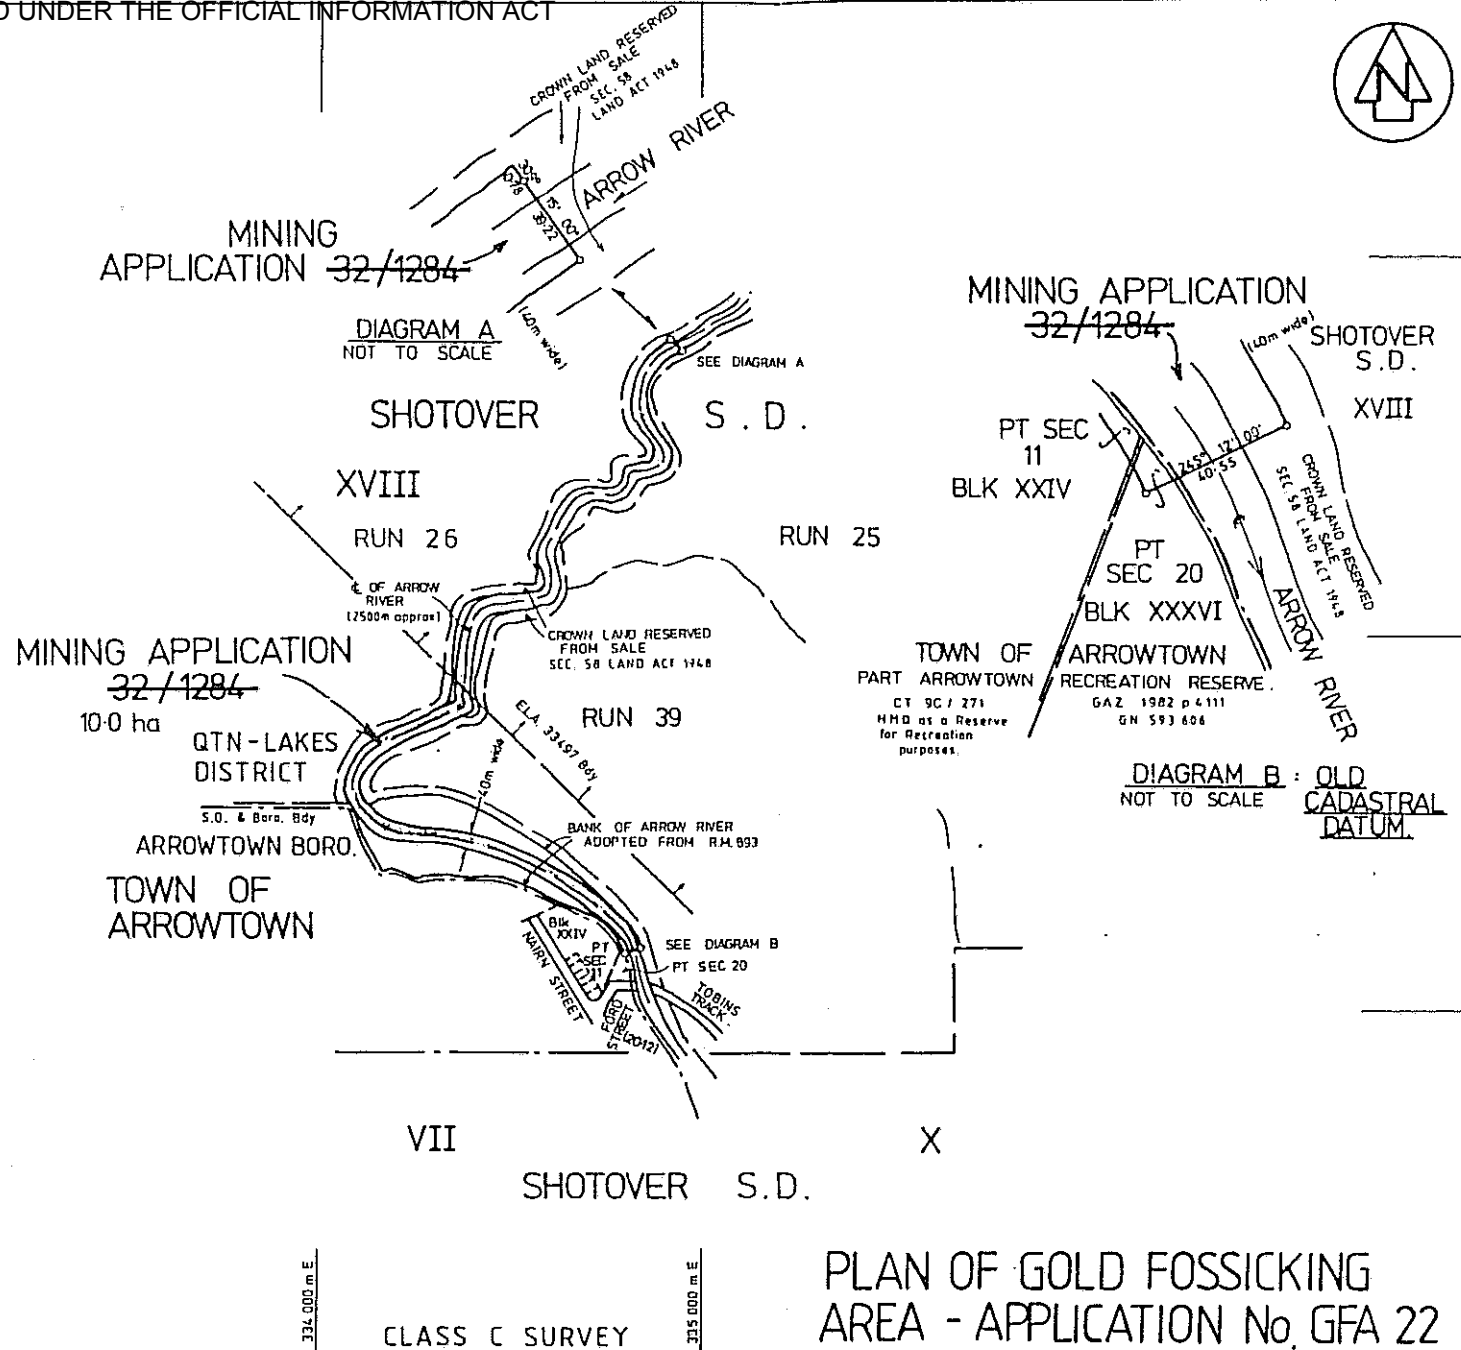 D UNDER THE OFFICIAL INFORMATION ACT
CROWN LAND RESERVED
FROM SALE
SEC. 58
LAND ACT 1948
ARROW RIVER
N
39·22
MINING
APPLICATION 32/1284
(40m wide)
DIAGRAM A
NOT TO SCALE
SEE DIAGRAM A
SHOTOVER S.D.
XVIII
RUN 26
RUN 25
℄ OF ARROW
RIVER
(2500m approx)
CROWN LAND RESERVED
FROM SALE
SEC. 58 LAND ACT 1948
MINING APPLICATION
32/1284
10·0 ha
QTN-LAKES
DISTRICT
S.D. & Boro. Bdy
ARROWTOWN BORO.
TOWN OF
ARROWTOWN
ELA. 33497 Bdy
RUN 39
40m wide
BANK OF ARROW RIVER
ADOPTED FROM R.M. 893
Blk
XXIV
PT
SEC
11
NAIRN STREET
SEE DIAGRAM B
PT SEC 20
TOBINS
TRACK.
FORD
STREET
(20·12)
MINING APPLICATION
32/1284
(40m wide)
SHOTOVER
S.D.
XVIII
PT SEC
11
BLK XXIV
245° 12' 00"
40·55
CROWN LAND RESERVED
FROM SALE
SEC. 58 LAND ACT 1948
PT
SEC 20
BLK XXXVI
ARROW RIVER
TOWN OF ARROWTOWN
PART ARROWTOWN RECREATION RESERVE.
CT 9C / 271
HMD as a Reserve
for Recreation
purposes.
GAZ 1982 p 4111
GN 593606
DIAGRAM B : OLD
NOT TO SCALE
CADASTRAL
DATUM.
VII
X
SHOTOVER S.D.
334 000 m E
CLASS C SURVEY
335 000 m E
PLAN OF GOLD FOSSICKING
AREA - APPLICATION No. GFA 22